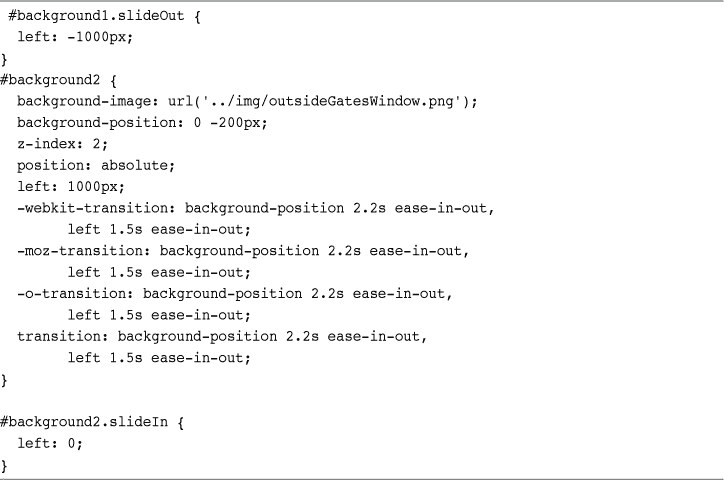 #background1.slideOut {
  left: -1000px;
}
#background2 {
  background-image: url('../img/outsideGatesWindow.png');
  background-position: 0 -200px;
  z-index: 2;
  position: absolute;
  left: 1000px;
  -webkit-transition: background-position 2.2s ease-in-out,
        left 1.5s ease-in-out;
  -moz-transition: background-position 2.2s ease-in-out,
        left 1.5s ease-in-out;
  -o-transition: background-position 2.2s ease-in-out,
        left 1.5s ease-in-out;
  transition: background-position 2.2s ease-in-out,
        left 1.5s ease-in-out;
}

#background2.slideIn {
  left: 0;
}